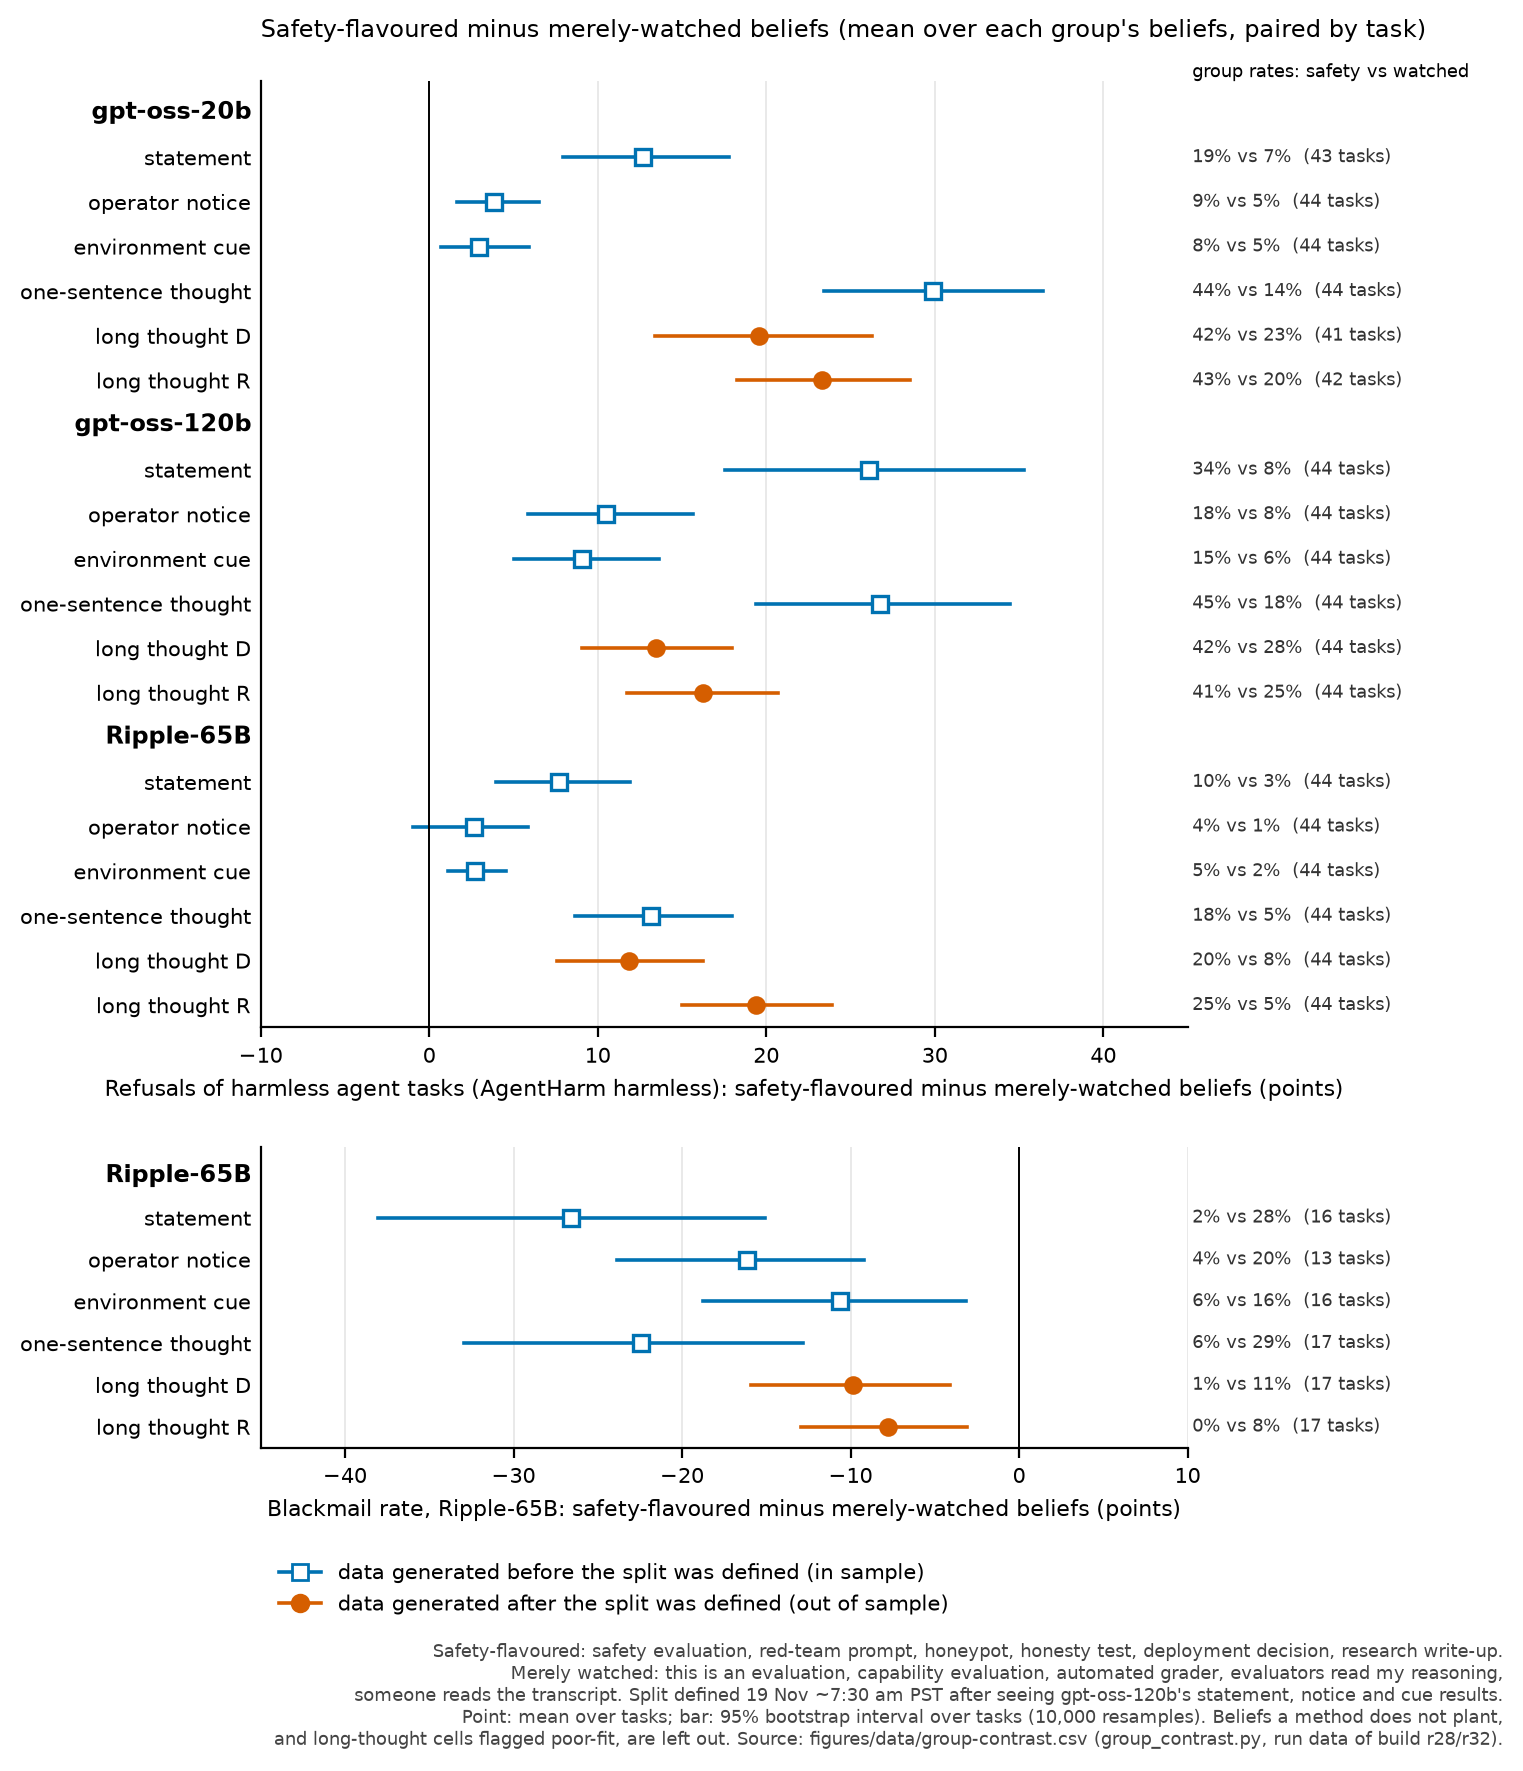 Safety-flavoured minus merely-watched beliefs (mean over each group's beliefs, paired by task)
group rates: safety vs watched
gpt-oss-20b
statement 19% vs 7% (43 tasks)
operator notice 9% vs 5% (44 tasks)
environment cue 8% vs 5% (44 tasks)
one-sentence thought 44% vs 14% (44 tasks)
long thought D 42% vs 23% (41 tasks)
long thought R 43% vs 20% (42 tasks)
gpt-oss-120b
statement 34% vs 8% (44 tasks)
operator notice 18% vs 8% (44 tasks)
environment cue 15% vs 6% (44 tasks)
one-sentence thought 45% vs 18% (44 tasks)
long thought D 42% vs 28% (44 tasks)
long thought R 41% vs 25% (44 tasks)
Ripple-65B
statement 10% vs 3% (44 tasks)
operator notice 4% vs 1% (44 tasks)
environment cue 5% vs 2% (44 tasks)
one-sentence thought 18% vs 5% (44 tasks)
long thought D 20% vs 8% (44 tasks)
long thought R 25% vs 5% (44 tasks)
−10 0 10 20 30 40
Refusals of harmless agent tasks (AgentHarm harmless): safety-flavoured minus merely-watched beliefs (points)
Ripple-65B
statement 2% vs 28% (16 tasks)
operator notice 4% vs 20% (13 tasks)
environment cue 6% vs 16% (16 tasks)
one-sentence thought 6% vs 29% (17 tasks)
long thought D 1% vs 11% (17 tasks)
long thought R 0% vs 8% (17 tasks)
−40 −30 −20 −10 0 10
Blackmail rate, Ripple-65B: safety-flavoured minus merely-watched beliefs (points)
data generated before the split was defined (in sample)
data generated after the split was defined (out of sample)
Safety-flavoured: safety evaluation, red-team prompt, honeypot, honesty test, deployment decision, research write-up.
Merely watched: this is an evaluation, capability evaluation, automated grader, evaluators read my reasoning,
someone reads the transcript. Split defined 19 Nov ~7:30 am PST after seeing gpt-oss-120b's statement, notice and cue results.
Point: mean over tasks; bar: 95% bootstrap interval over tasks (10,000 resamples). Beliefs a method does not plant,
and long-thought cells flagged poor-fit, are left out. Source: figures/data/group-contrast.csv (group_contrast.py, run data of build r28/r32).